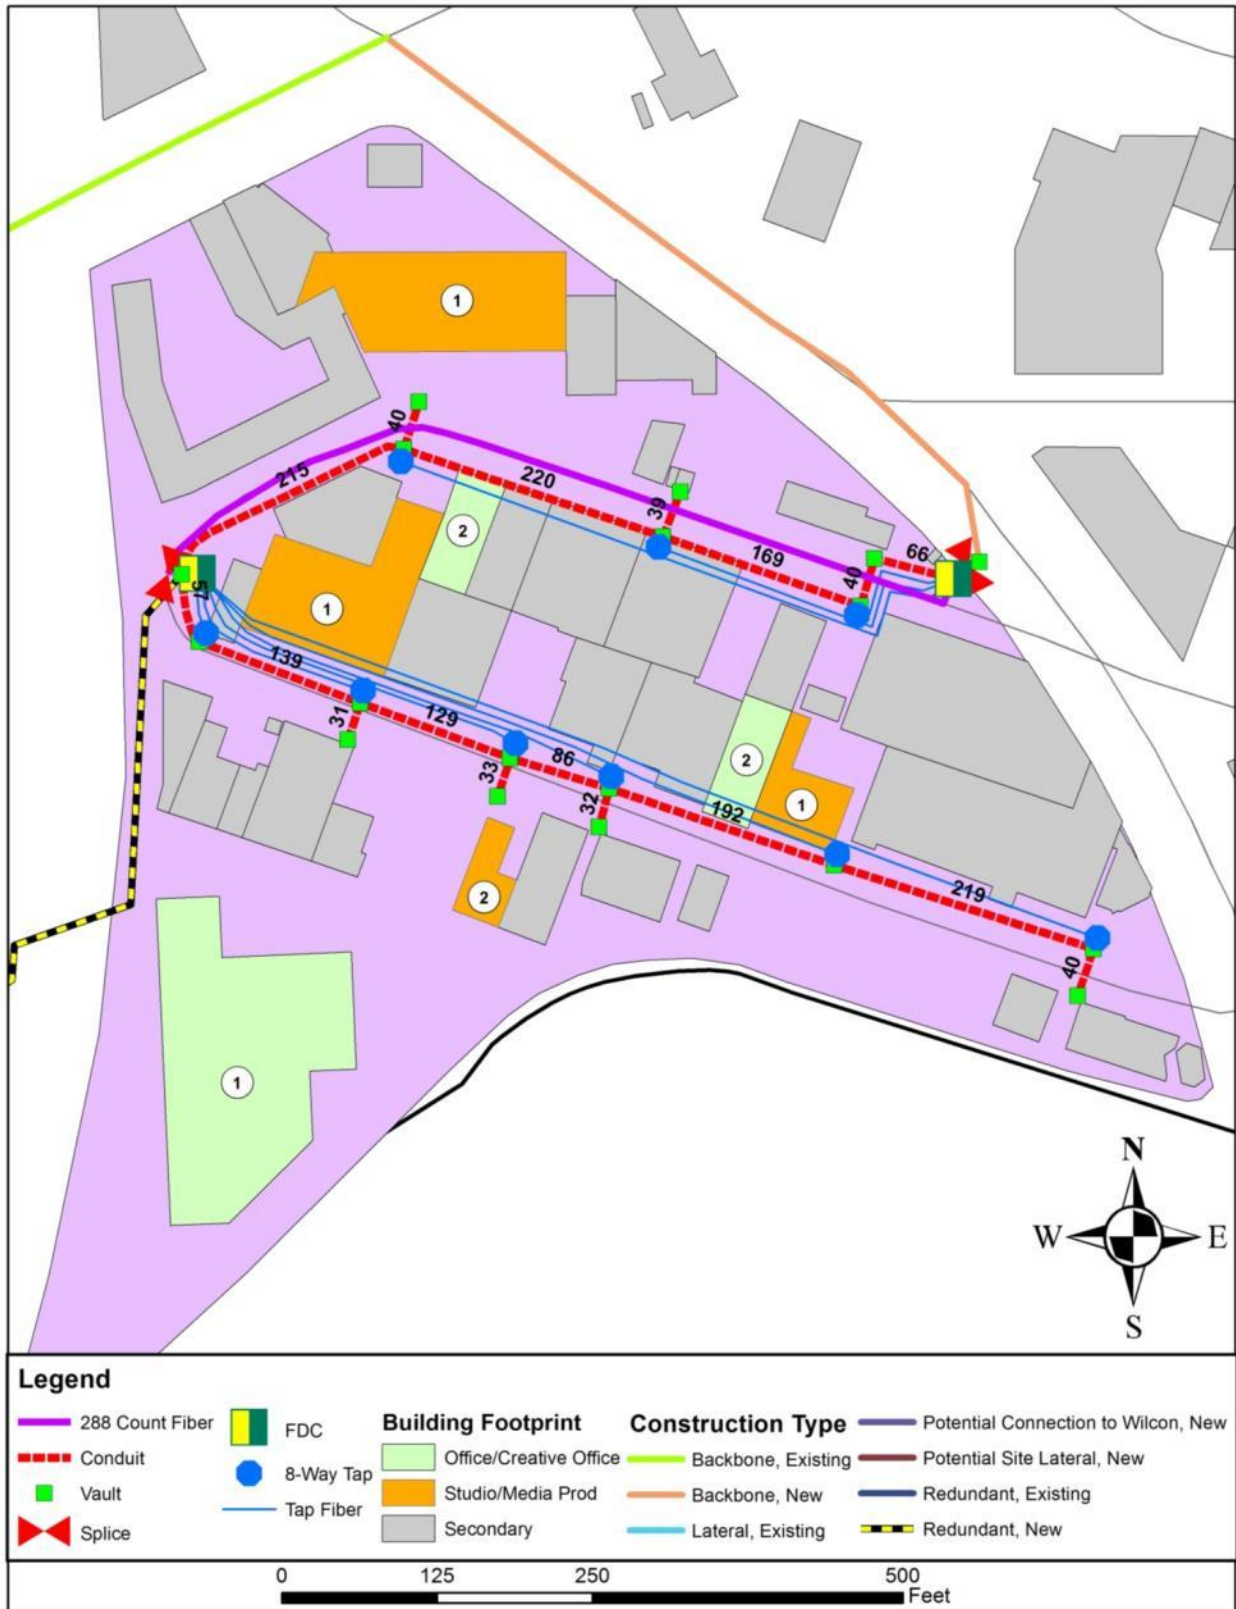 1
40
215
220
2
39
169
66
40
57
1
139
31
129
33
86
32
2
192
1
219
2
40
1
N
W E
S
Legend
288 Count Fiber
Conduit
Vault
Splice
FDC
8-Way Tap
Tap Fiber
Building Footprint
Office/Creative Office
Studio/Media Prod
Secondary
Construction Type
Backbone, Existing
Backbone, New
Lateral, Existing
Potential Connection to Wilcon, New
Potential Site Lateral, New
Redundant, Existing
Redundant, New
0 125 250 500
Feet